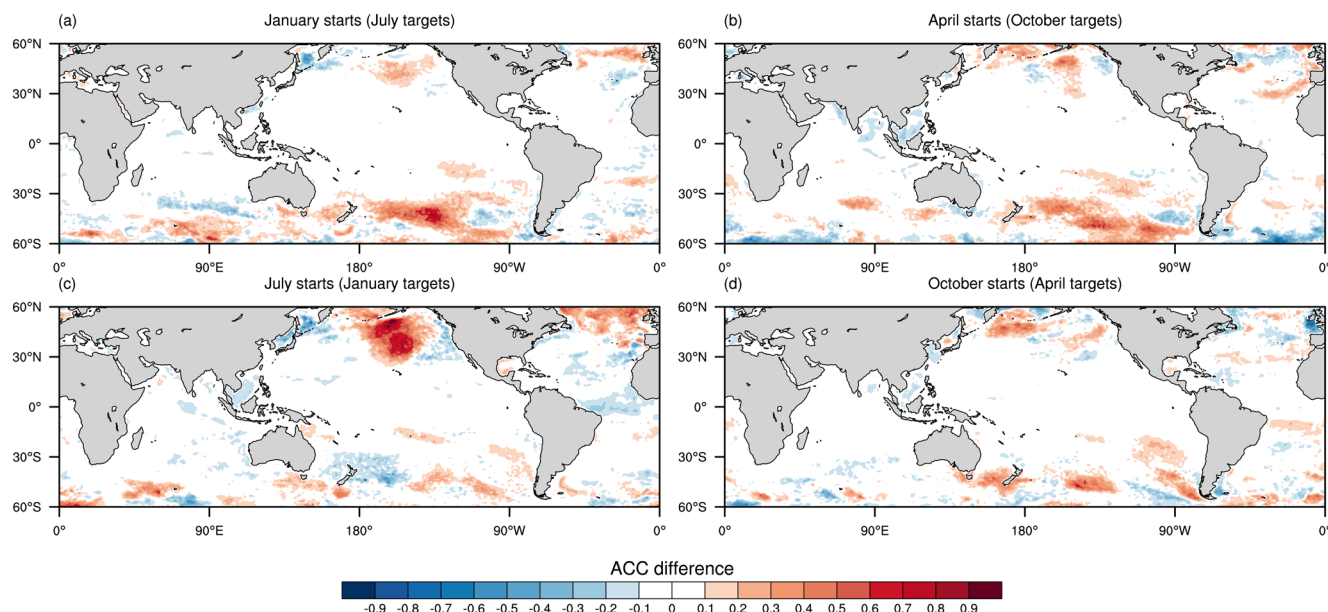 (a) January starts (July targets)
(b) April starts (October targets)
60°N
30°N
0°
30°S
60°S
0° 90°E 180° 90°W 0°
60°N
30°N
0°
30°S
60°S
0° 90°E 180° 90°W 0°
(c) July starts (January targets)
(d) October starts (April targets)
60°N
30°N
0°
30°S
60°S
0° 90°E 180° 90°W 0°
60°N
30°N
0°
30°S
60°S
0° 90°E 180° 90°W 0°
ACC difference
-0.9 -0.8 -0.7 -0.6 -0.5 -0.4 -0.3 -0.2 -0.1 0 0.1 0.2 0.3 0.4 0.5 0.6 0.7 0.8 0.9